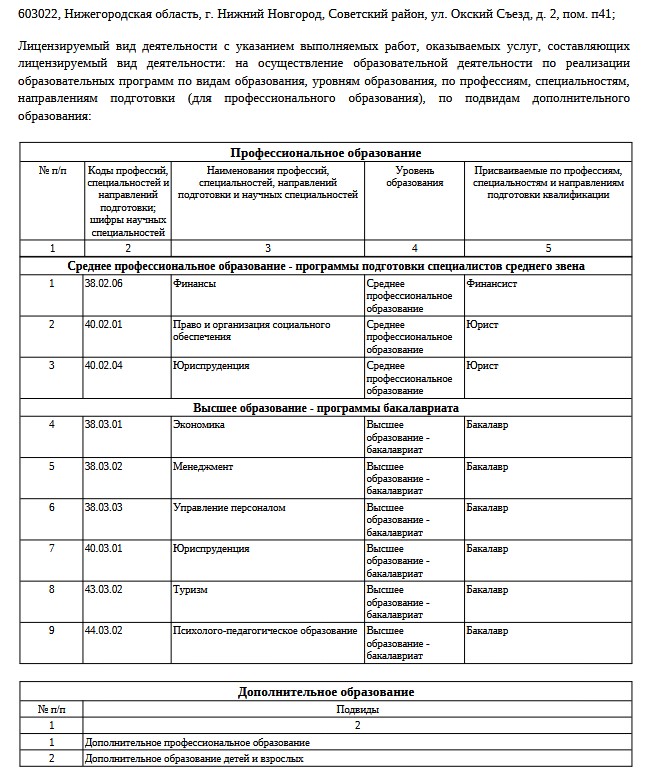 603022, Нижегородская область, г. Нижний Новгород, Советский район, ул. Окский Съезд, д. 2, пом. п41;
Лицензируемый вид деятельности с указанием выполняемых работ, оказываемых услуг, составляющих
лицензируемый вид деятельности: на осуществление образовательной деятельности по реализации
образовательных программ по видам образования, уровням образования, по профессиям, специальностям,
направлениям подготовки (для профессионального образования), по подвидам дополнительного
образования:
Профессиональное образование
№ п/п Коды профессий, специальностей и направлений подготовки; шифры научных специальностей Наименования профессий, специальностей, направлений подготовки и научных специальностей Уровень образования Присваиваемые по профессиям, специальностям и направлениям подготовки квалификации
1 2 3 4 5
Среднее профессиональное образование - программы подготовки специалистов среднего звена
1 38.02.06 Финансы Среднее профессиональное образование Финансист
2 40.02.01 Право и организация социального обеспечения Среднее профессиональное образование Юрист
3 40.02.04 Юриспруденция Среднее профессиональное образование Юрист
Высшее образование - программы бакалавриата
4 38.03.01 Экономика Высшее образование - бакалавриат Бакалавр
5 38.03.02 Менеджмент Высшее образование - бакалавриат Бакалавр
6 38.03.03 Управление персоналом Высшее образование - бакалавриат Бакалавр
7 40.03.01 Юриспруденция Высшее образование - бакалавриат Бакалавр
8 43.03.02 Туризм Высшее образование - бакалавриат Бакалавр
9 44.03.02 Психолого-педагогическое образование Высшее образование - бакалавриат Бакалавр
Дополнительное образование
№ п/п Подвиды
1 2
1 Дополнительное профессиональное образование
2 Дополнительное образование детей и взрослых